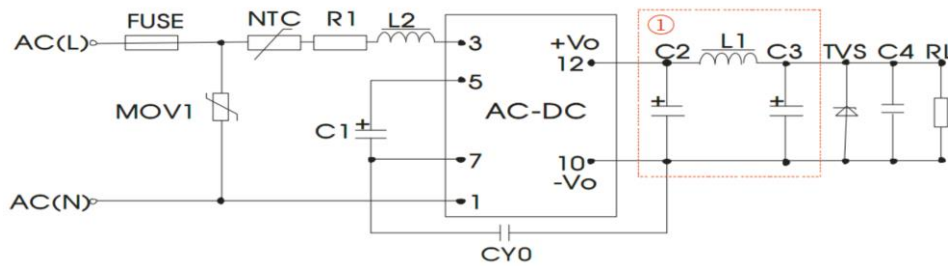 FUSE NTC R1 L2
AC(L)
MOV1
AC(N)
C1
3
5
7
1
AC-DC
+Vo
12
10
-Vo
①
C2 L1 C3 TVS C4 RL
CY0